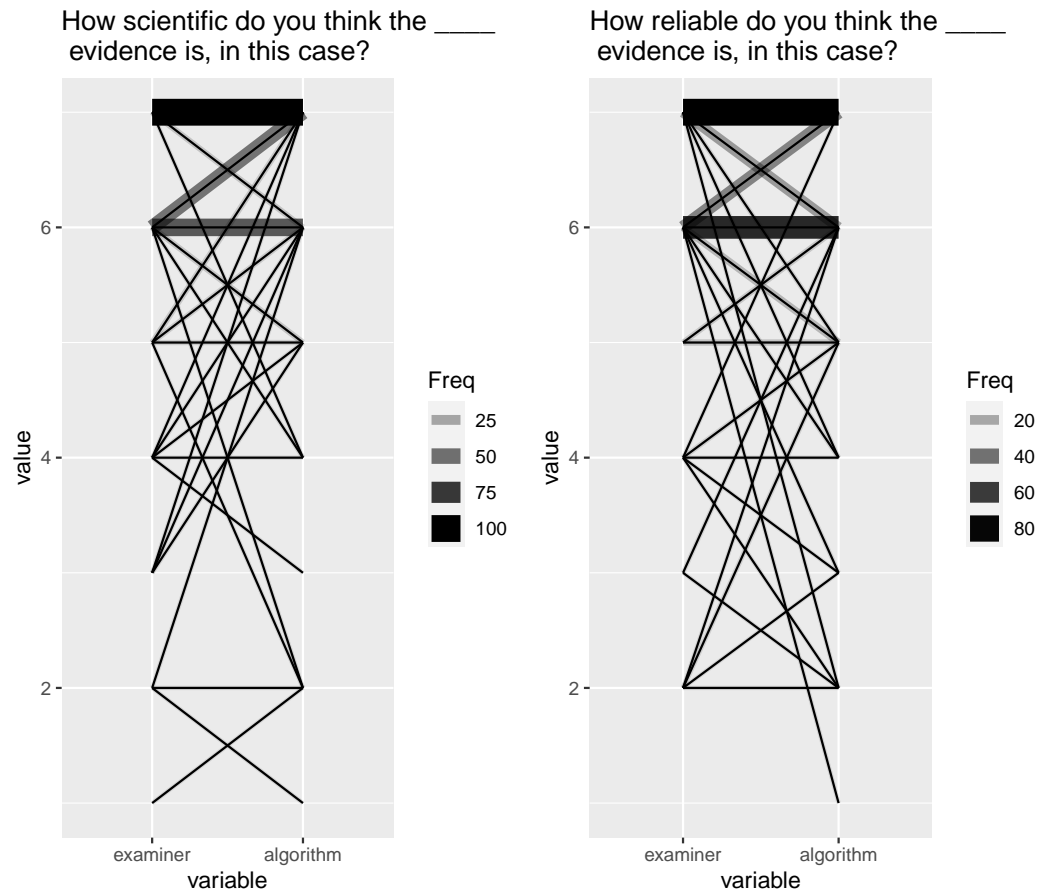 How scientific do you think the ____
evidence is, in this case?
6
4
2
value
examiner
algorithm
variable
Freq
25
50
75
100
How reliable do you think the ____
evidence is, in this case?
6
4
2
value
examiner
algorithm
variable
Freq
20
40
60
80